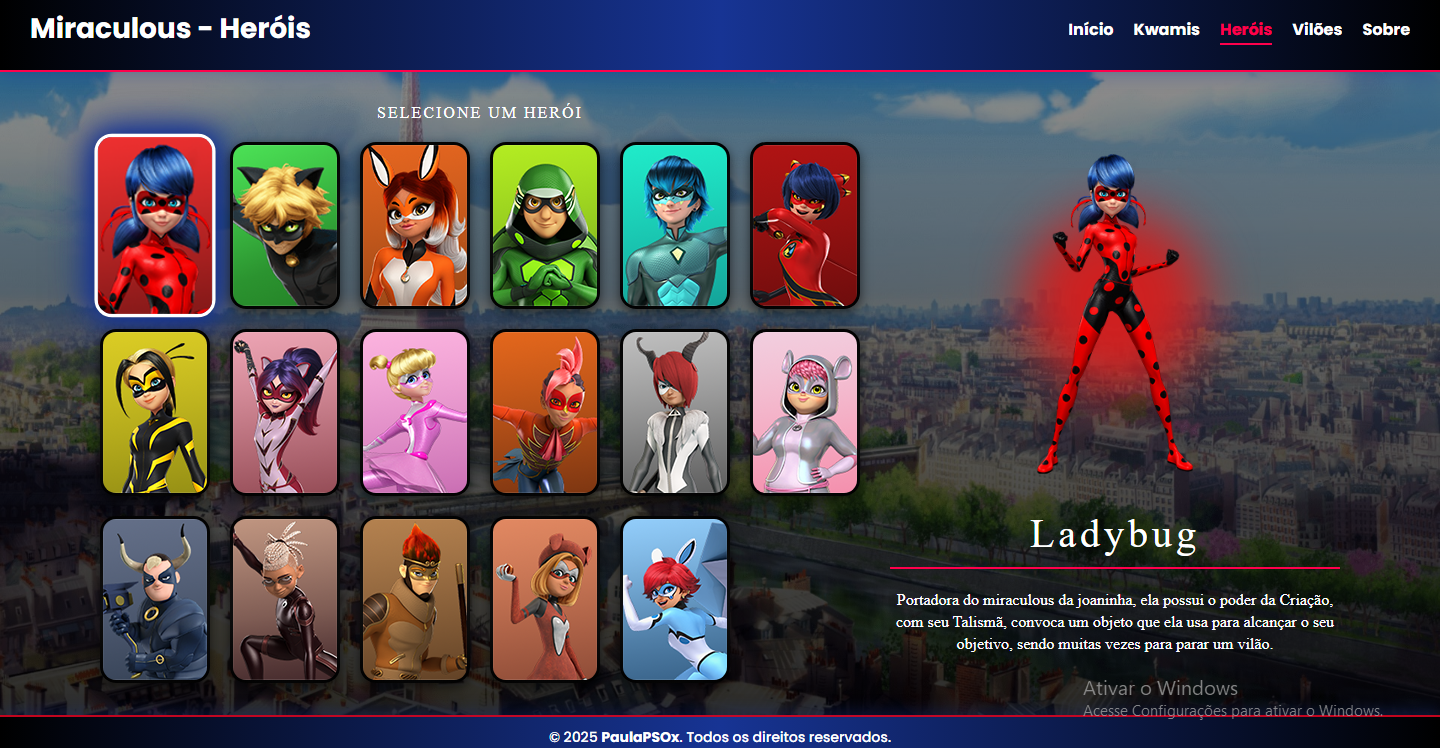 Miraculous - Heróis
Início Kwamis Heróis Vilões Sobre
SELECIONE UM HERÓI
Ladybug
Portadora do miraculous da joaninha, ela possui o poder da Criação,
com seu Talismã, convoca um objeto que ela usa para alcançar o seu
objetivo, sendo muitas vezes para parar um vilão.
Ativar o Windows
Acesse Configurações para ativar o Windows.
© 2025 PaulaPSOx. Todos os direitos reservados.